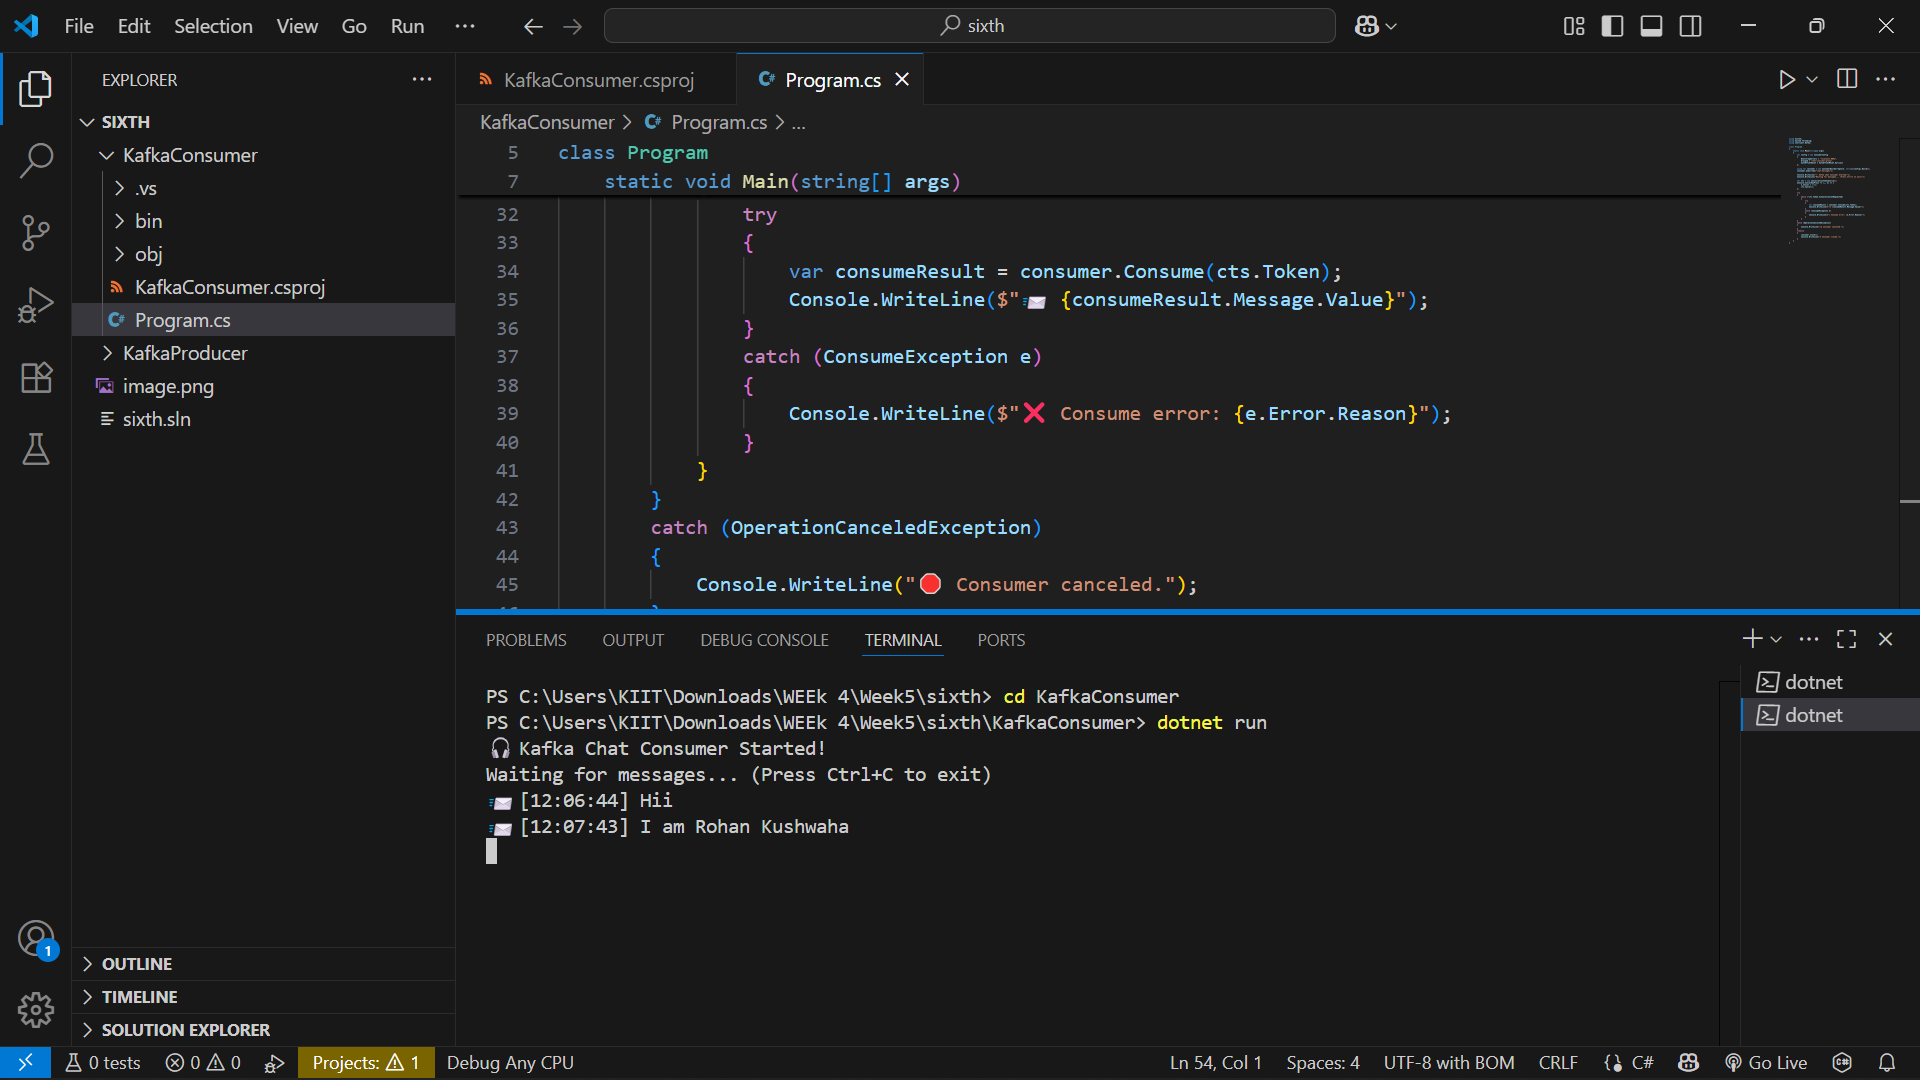 File Edit Selection View Go Run ... sixth
EXPLORER
SIXTH
KafkaConsumer
.vs
bin
obj
KafkaConsumer.csproj
Program.cs
KafkaProducer
image.png
sixth.sln
OUTLINE
TIMELINE
SOLUTION EXPLORER
1
KafkaConsumer.csproj Program.cs
KafkaConsumer > Program.cs > ...
5 class Program
7 static void Main(string[] args)
32 try
33 {
34 var consumeResult = consumer.Consume(cts.Token);
35 Console.WriteLine($"📨 {consumeResult.Message.Value}");
36 }
37 catch (ConsumeException e)
38 {
39 Console.WriteLine($"❌ Consume error: {e.Error.Reason}");
40 }
41 }
42 }
43 catch (OperationCanceledException)
44 {
45 Console.WriteLine("🛑 Consumer canceled.");
PROBLEMS OUTPUT DEBUG CONSOLE TERMINAL PORTS
PS C:\Users\KIIT\Downloads\WEEk 4\Week5\sixth> cd KafkaConsumer
PS C:\Users\KIIT\Downloads\WEEk 4\Week5\sixth\KafkaConsumer> dotnet run
🎧 Kafka Chat Consumer Started!
Waiting for messages... (Press Ctrl+C to exit)
📨 [12:06:44] Hii
📨 [12:07:43] I am Rohan Kushwaha
dotnet
dotnet
0 tests 0 0 Projects: 1 Debug Any CPU Ln 54, Col 1 Spaces: 4 UTF-8 with BOM CRLF C# Go Live